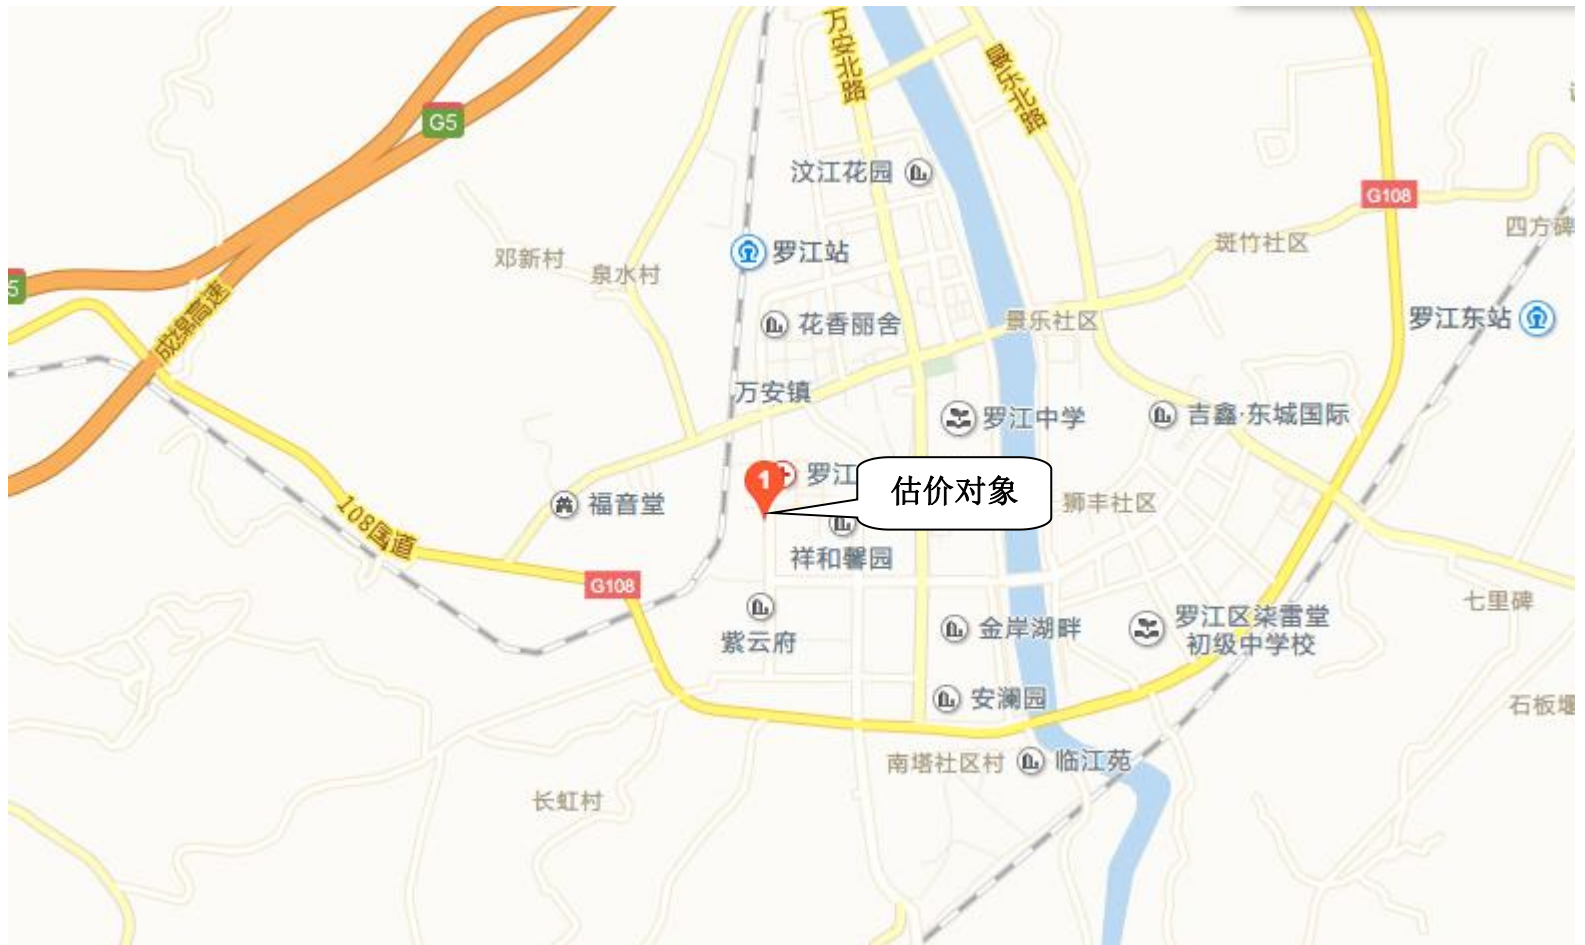 万安北路
景乐北路
G5
汶江花园
G108
四方碑
斑竹社区
罗江站
邓新村
泉水村
5
成绵高速
花香丽舍
景乐社区
罗江东站
万安镇
罗江中学
吉鑫·东城国际
1
罗江
估价对象
福音堂
狮丰社区
108国道
祥和馨园
G108
七里碑
紫云府
金岸湖畔
罗江区柒雷堂
初级中学校
安澜园
石板堰
南塔社区村
临江苑
长虹村